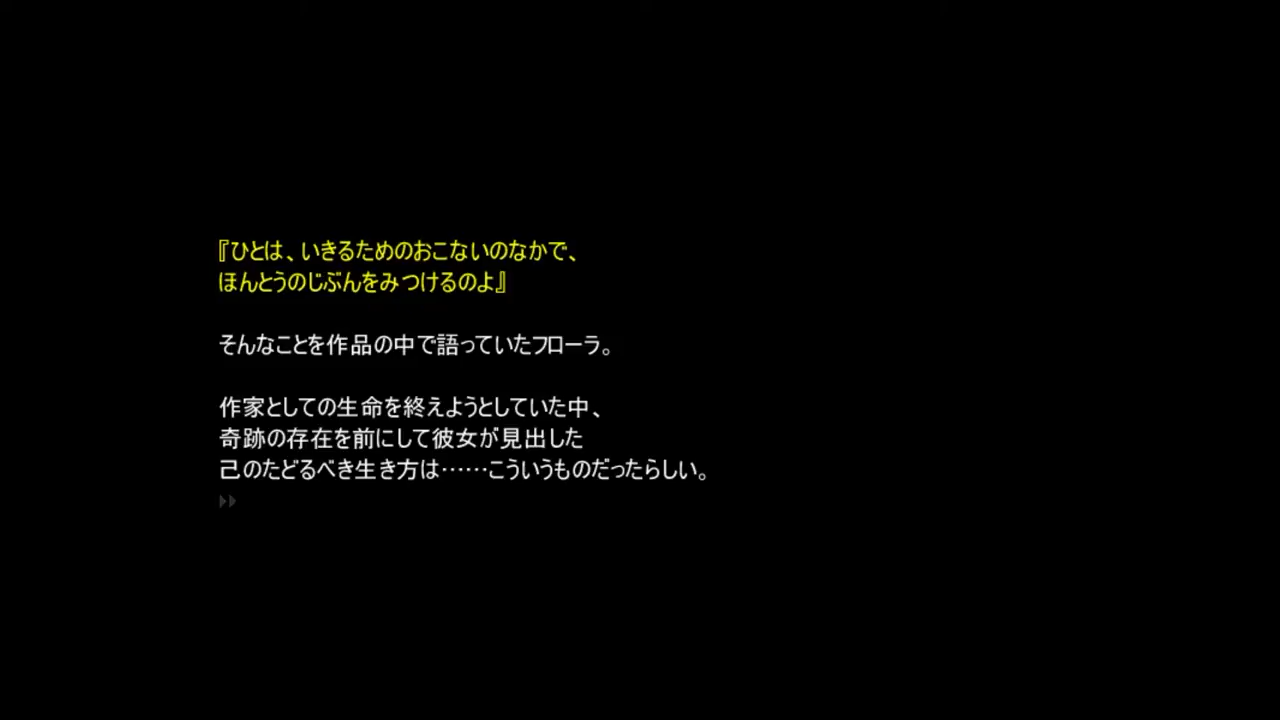 『ひとは、いきるためのおこないのなかで、
ほんとうのじぶんをみつけるのよ』
そんなことを作品の中で語っていたフローラ。
作家としての生命を終えようとしていた中、
奇跡の存在を前にして彼女が見出した
己のたどるべき生き方は……こういうものだったらしい。